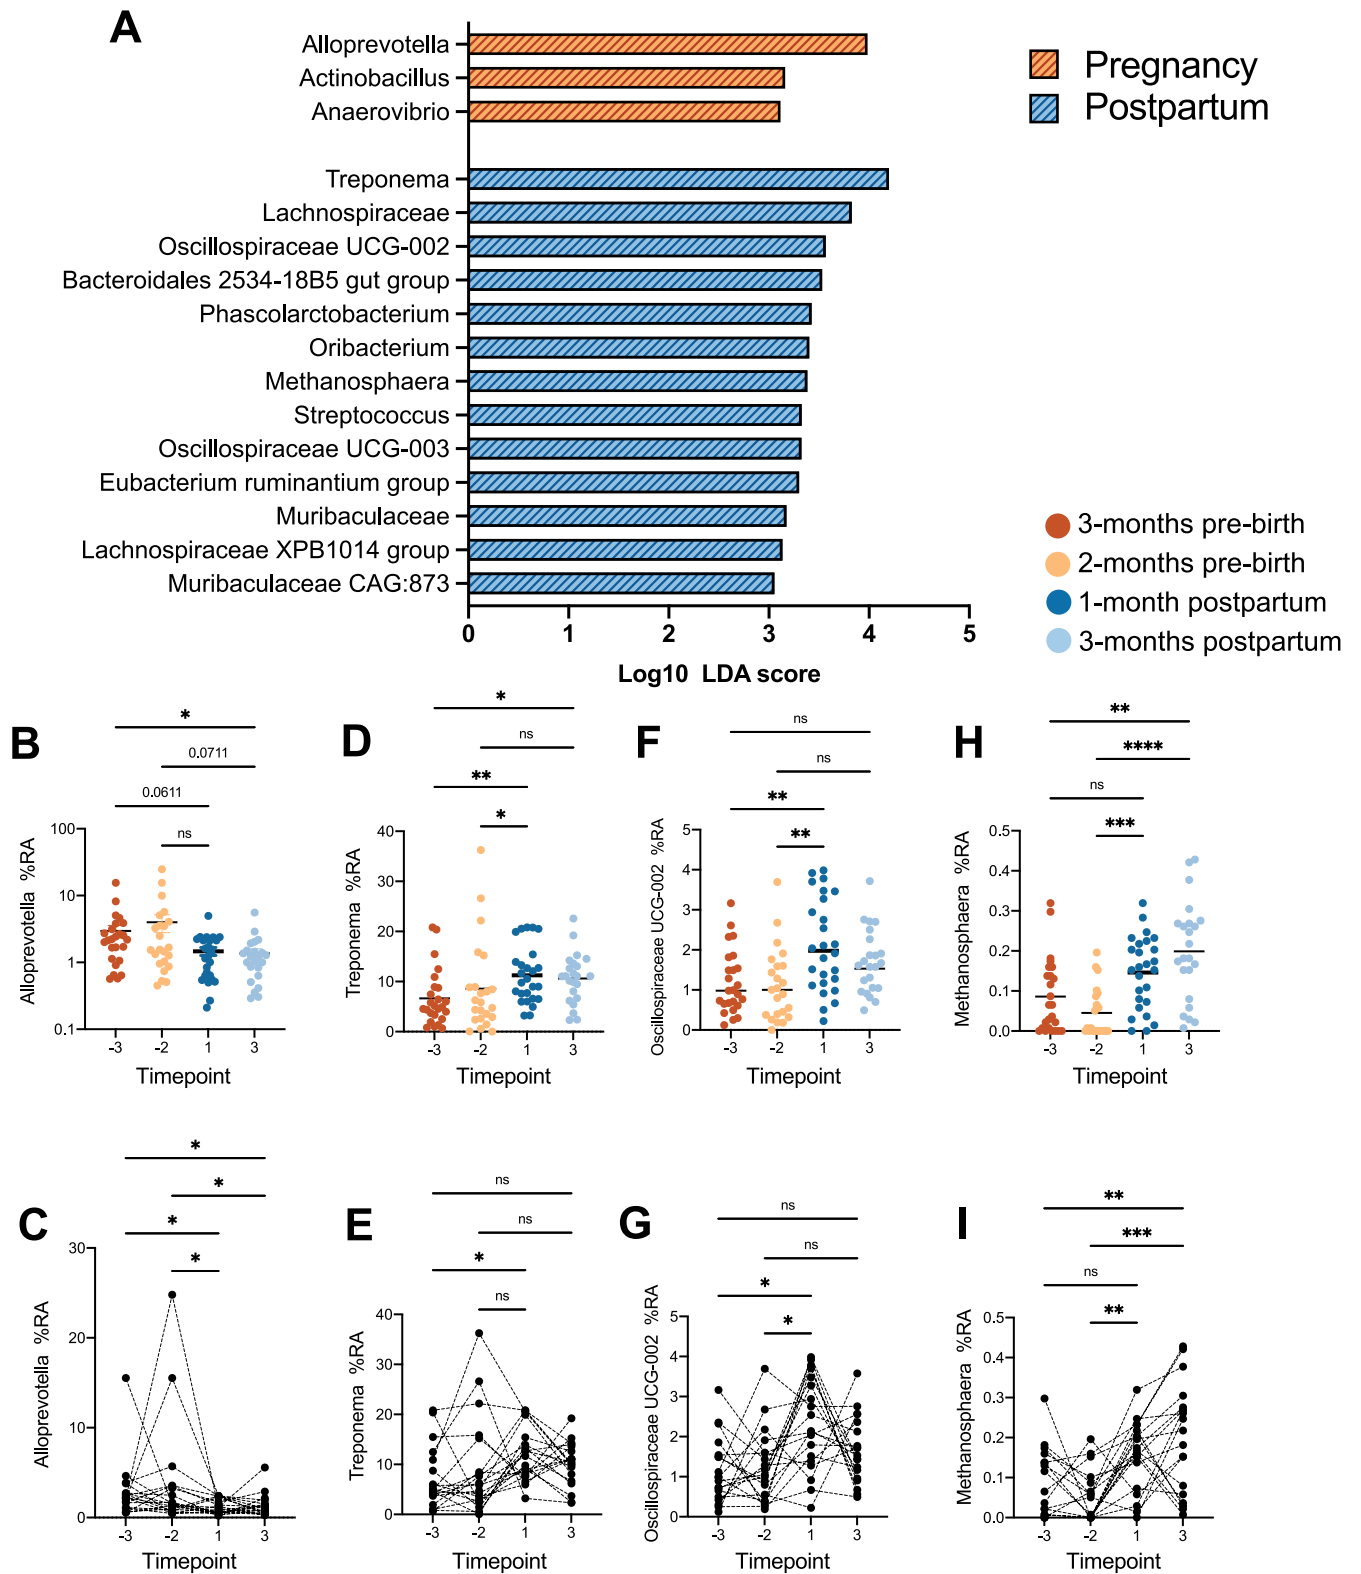 A
Alloprevotella
Actinobacillus
Anaerovibrio
Treponema
Lachnospiraceae
Oscillospiraceae UCG-002
Bacteroidales 2534-18B5 gut group
Phascolarctobacterium
Oribacterium
Methanosphaera
Streptococcus
Oscillospiraceae UCG-003
Eubacterium ruminantium group
Muribaculaceae
Lachnospiraceae XPB1014 group
Muribaculaceae CAG:873
0 1 2 3 4 5
Log10 LDA score
Pregnancy
Postpartum
3-months pre-birth
2-months pre-birth
1-month postpartum
3-months postpartum
B
*
0.0711
0.0611
ns
Alloprevotella %RA
100
10
1
0.1
-3 -2 1 3
Timepoint
D
*
ns
**
*
Treponema %RA
40
30
20
10
0
-3 -2 1 3
Timepoint
F
ns
ns
**
**
Oscillospiraceae UCG-002 %RA
5
4
3
2
1
0
-3 -2 1 3
Timepoint
H
**
****
ns
***
Methanosphaera %RA
0.5
0.4
0.3
0.2
0.1
0.0
-3 -2 1 3
Timepoint
C
*
*
*
*
Alloprevotella %RA
30
20
10
0
-3 -2 1 3
Timepoint
E
ns
ns
*
ns
Treponema %RA
40
30
20
10
0
-3 -2 1 3
Timepoint
G
ns
ns
*
*
Oscillospiraceae UCG-002 %RA
5
4
3
2
1
0
-3 -2 1 3
Timepoint
I
**
***
ns
**
Methanosphaera %RA
0.5
0.4
0.3
0.2
0.1
0.0
-3 -2 1 3
Timepoint